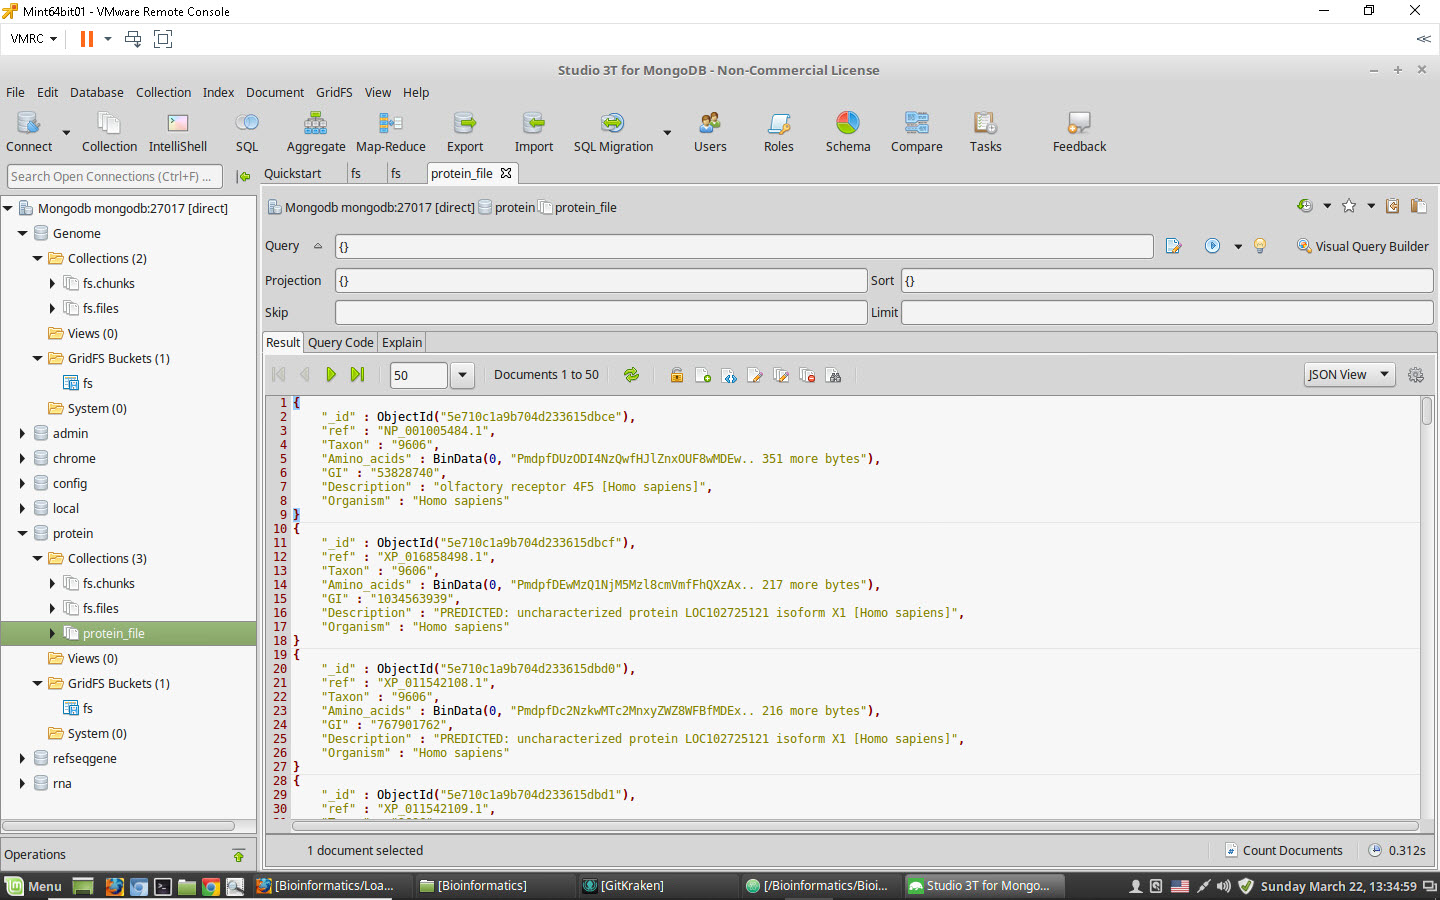 Mint64bit01 - VMware Remote Console
VMRC
Studio 3T for MongoDB - Non-Commercial License
File Edit Database Collection Index Document GridFS View Help
Connect Collection IntelliShell SQL Aggregate Map-Reduce Export Import SQL Migration Users Roles Schema Compare Tasks Feedback
Search Open Connections (Ctrl+F) ...
Quickstart fs fs protein_file
Mongodb mongodb:27017 [direct]
Genome
Collections (2)
fs.chunks
fs.files
Views (0)
GridFS Buckets (1)
fs
System (0)
admin
chrome
config
local
protein
Collections (3)
fs.chunks
fs.files
protein_file
Views (0)
GridFS Buckets (1)
fs
System (0)
refseqgene
rna
Operations
Mongodb mongodb:27017 [direct] protein protein_file
Query {} Visual Query Builder
Projection {} Sort {}
Skip Limit
Result Query Code Explain
50 Documents 1 to 50 JSON View
1 {
2 "_id" : ObjectId("5e710c1a9b704d233615dbce"),
3 "ref" : "NP_001005484.1",
4 "Taxon" : "9606",
5 "Amino_acids" : BinData(0, "PmdpfDUzODI4NzQwfHJlZnxOUF8wMDEw.. 351 more bytes"),
6 "GI" : "53828740",
7 "Description" : "olfactory receptor 4F5 [Homo sapiens]",
8 "Organism" : "Homo sapiens"
9 }
10 {
11 "_id" : ObjectId("5e710c1a9b704d233615dbcf"),
12 "ref" : "XP_016858498.1",
13 "Taxon" : "9606",
14 "Amino_acids" : BinData(0, "PmdpfDEwMzQ1NjM5Mzl8cmVmfFhQXzAx.. 217 more bytes"),
15 "GI" : "1034563939",
16 "Description" : "PREDICTED: uncharacterized protein LOC102725121 isoform X1 [Homo sapiens]",
17 "Organism" : "Homo sapiens"
18 }
19 {
20 "_id" : ObjectId("5e710c1a9b704d233615dbd0"),
21 "ref" : "XP_011542108.1",
22 "Taxon" : "9606",
23 "Amino_acids" : BinData(0, "PmdpfDc2NzkwMTc2MnxyZWZ8WFBfMDEx.. 216 more bytes"),
24 "GI" : "767901762",
25 "Description" : "PREDICTED: uncharacterized protein LOC102725121 isoform X1 [Homo sapiens]",
26 "Organism" : "Homo sapiens"
27 }
28 {
29 "_id" : ObjectId("5e710c1a9b704d233615dbd1"),
30 "ref" : "XP_011542109.1",
1 document selected Count Documents 0.312s
Menu [Bioinformatics/Loa... [Bioinformatics] [GitKraken] [/Bioinformatics/Bioi... Studio 3T for Mongo... Sunday March 22, 13:34:59